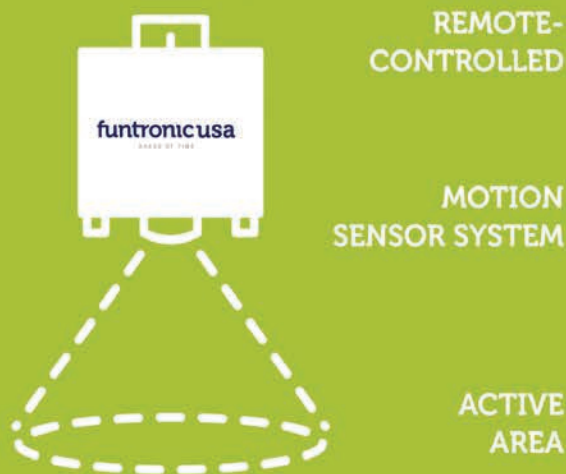 REMOTE-
CONTROLLED
funtronicusa
MOTION
SENSOR SYSTEM
ACTIVE
AREA